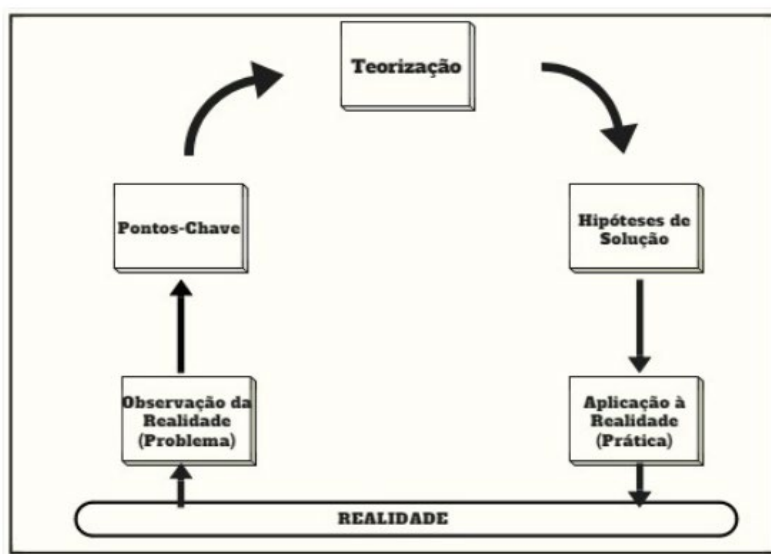 Teorização
Pontos-Chave
Hipóteses de
Solução
Observação da
Realidade
(Problema)
Aplicação à
Realidade
(Prática)
REALIDADE